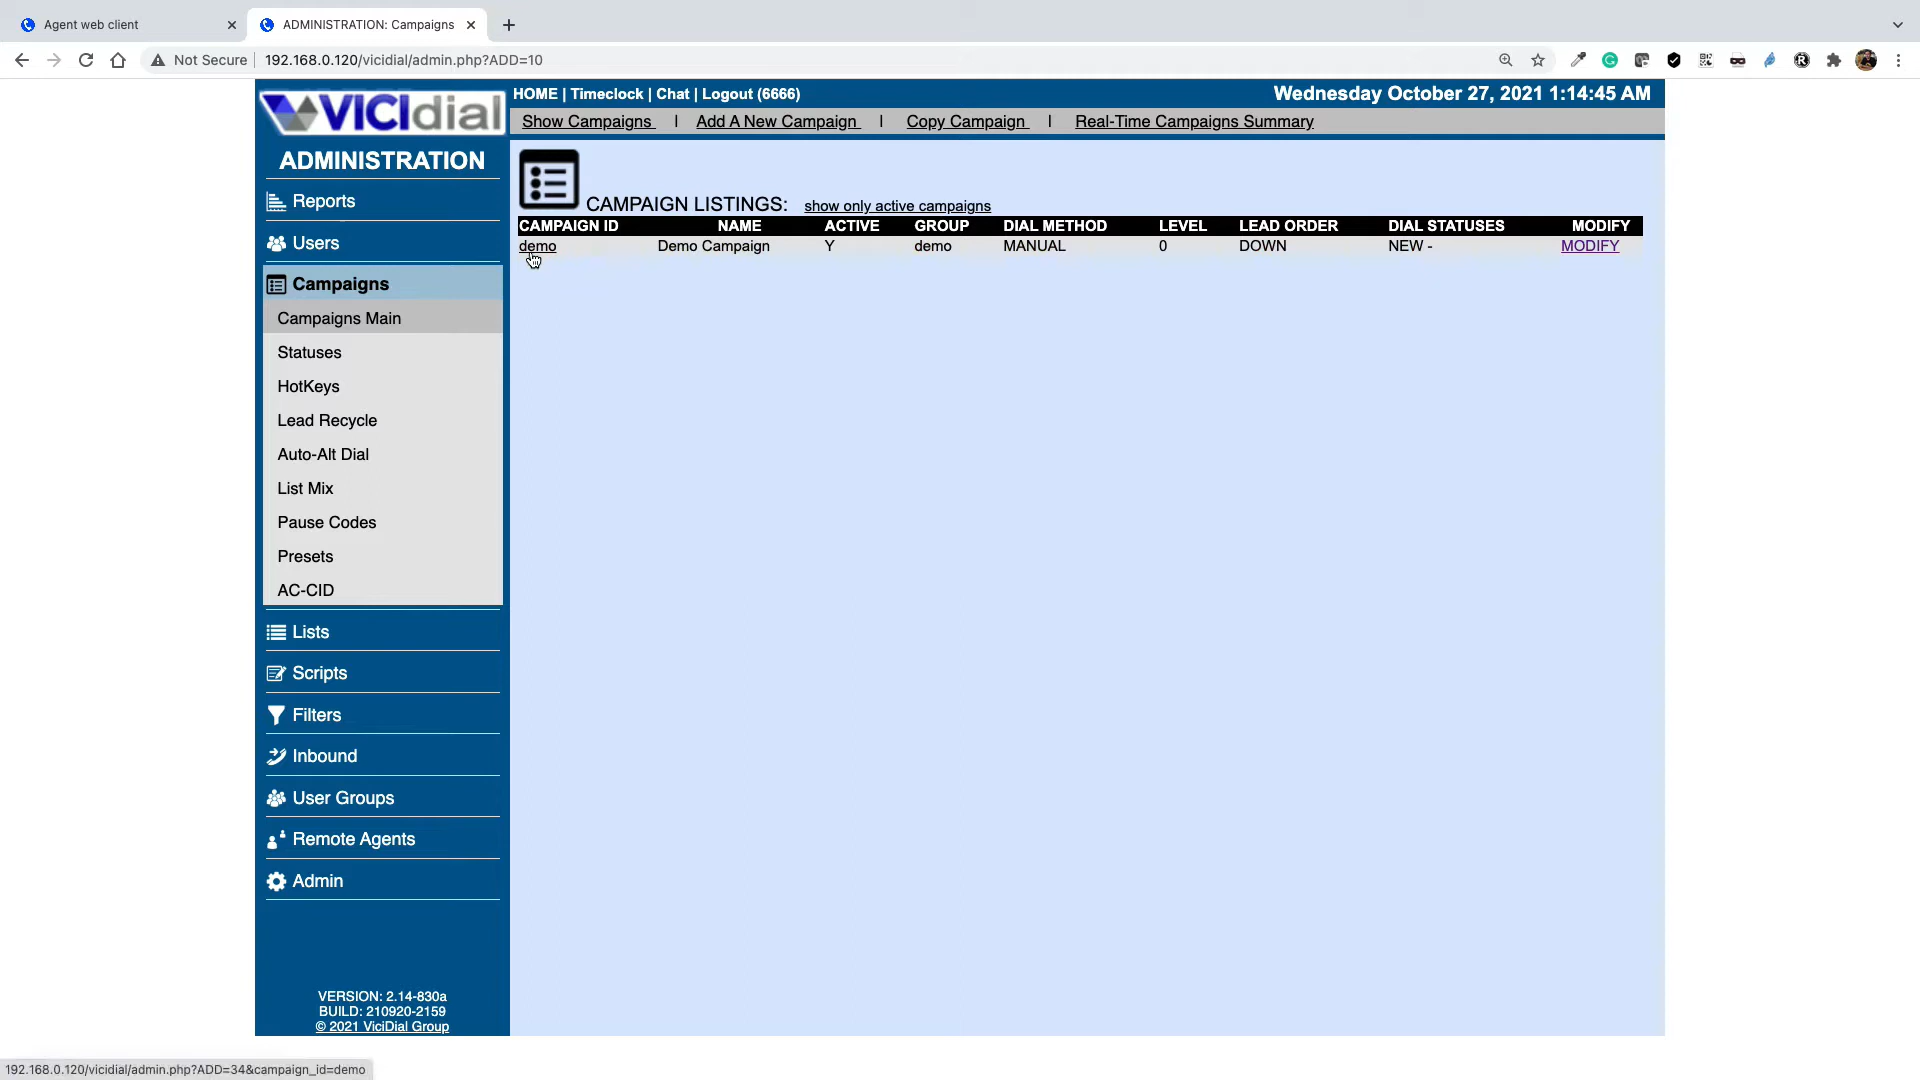 Agent web client
ADMINISTRATION: Campaigns
Not Secure
192.168.0.120/vicidial/admin.php?ADD=10
VICIdial
HOME | Timeclock | Chat | Logout (6666)
Wednesday October 27, 2021 1:14:45 AM
Show Campaigns | Add A New Campaign | Copy Campaign | Real-Time Campaigns Summary
ADMINISTRATION
Reports
Users
Campaigns
Campaigns Main
Statuses
HotKeys
Lead Recycle
Auto-Alt Dial
List Mix
Pause Codes
Presets
AC-CID
Lists
Scripts
Filters
Inbound
User Groups
Remote Agents
Admin
VERSION: 2.14-830a
BUILD: 210920-2159
© 2021 ViciDial Group
CAMPAIGN LISTINGS: show only active campaigns
CAMPAIGN ID NAME ACTIVE GROUP DIAL METHOD LEVEL LEAD ORDER DIAL STATUSES MODIFY
demo Demo Campaign Y demo MANUAL 0 DOWN NEW - MODIFY
192.168.0.120/vicidial/admin.php?ADD=34&campaign_id=demo